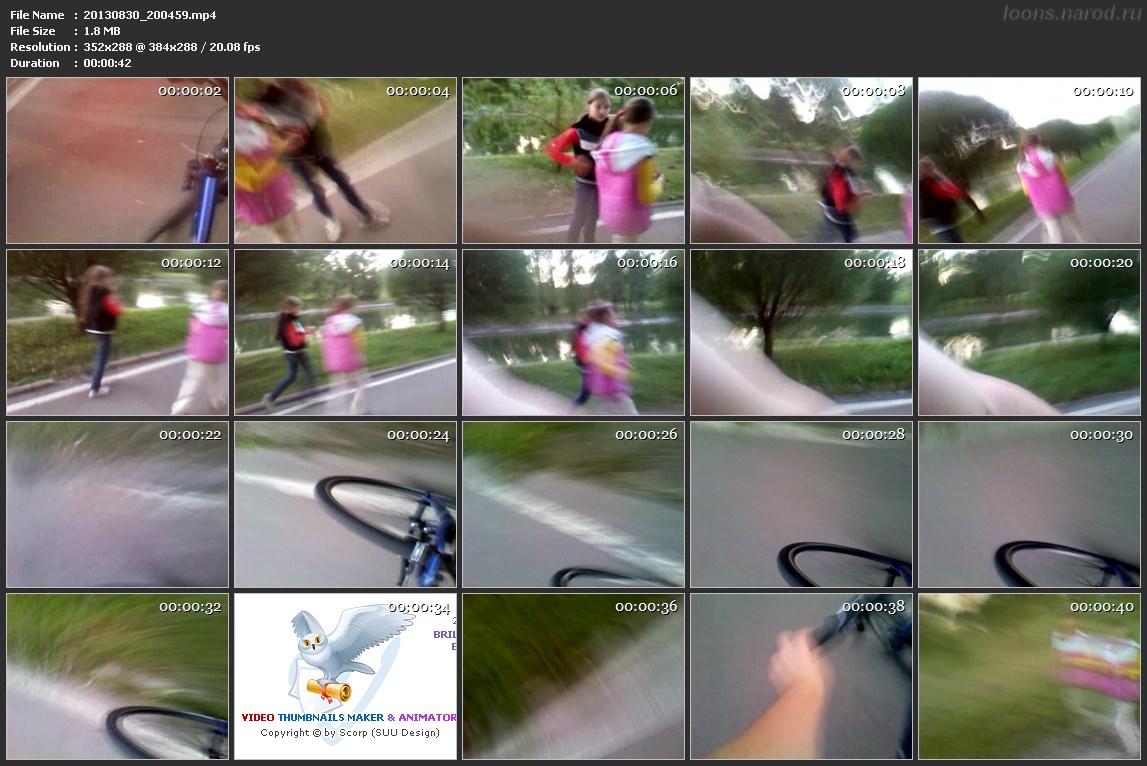 File Name : 20130830_200459.mp4
loons.narod.ru
File Size : 1.8 MB
Resolution : 352x288 @ 384x288 / 20.08 fps
Duration : 00:00:42
00:00:02
00:00:04
00:00:06
00:00:08
00:00:10
00:00:12
00:00:14
00:00:16
00:00:18
00:00:20
00:00:22
00:00:24
00:00:26
00:00:28
00:00:30
00:00:32
00:00:34
VIDEO THUMBNAILS MAKER & ANIMATOR
Copyright © by Scorp (SUU Design)
00:00:36
00:00:38
00:00:40